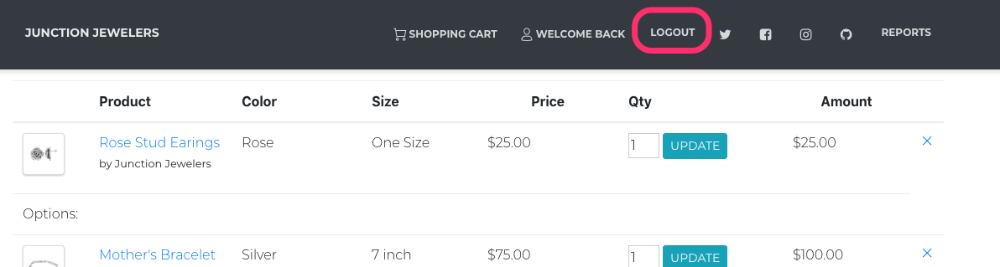 JUNCTION JEWELERS SHOPPING CART WELCOME BACK LOGOUT REPORTS
Product Color Size Price Qty Amount
Rose Stud Earings Rose One Size $25.00 1 UPDATE $25.00
by Junction Jewelers
Options:
Mother's Bracelet Silver 7 inch $75.00 1 UPDATE $100.00